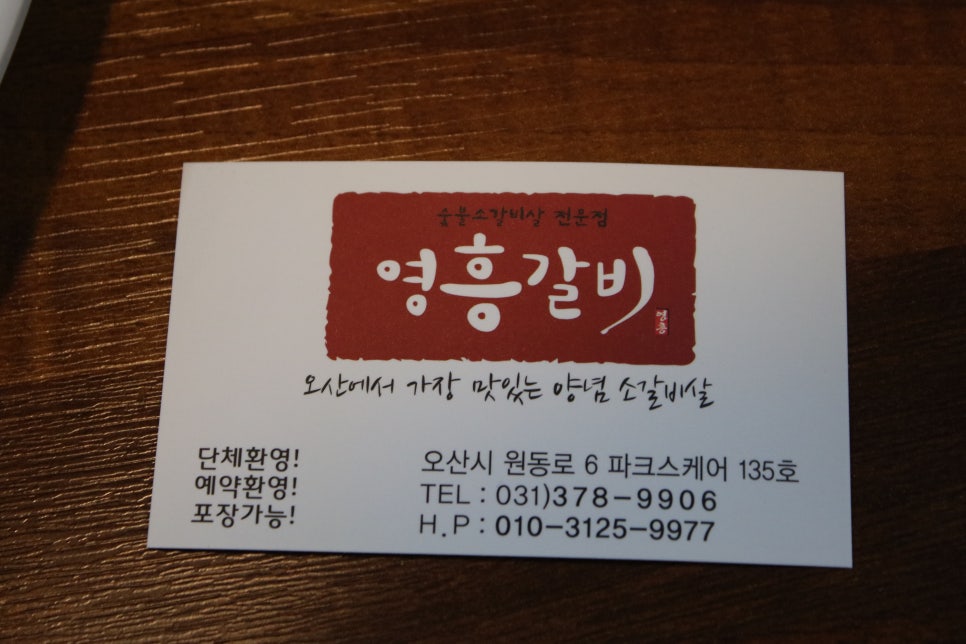 숯불소갈비살 전문점
영흥갈비
영흥
오산에서 가장 맛있는 양념 소갈비살
단체환영!
예약환영!
포장가능!
오산시 원동로 6 파크스케어 135호
TEL : 031)378-9906
H.P : 010-3125-9977